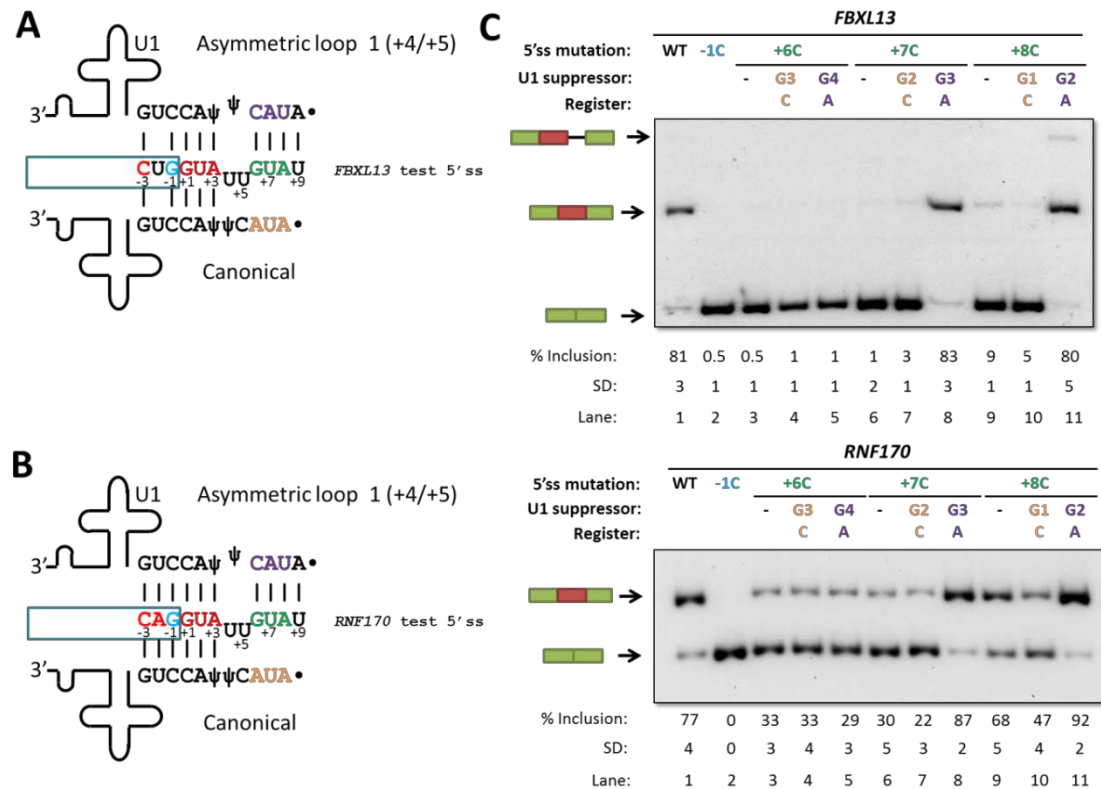 A
U1
Asymmetric loop 1 (+4/+5)
3’
GUCCAψ ψ CAUA•
CUGGUAUUGUAU
-3 -1 +1 +3 +5 +7 +9
FBXL13 test 5’ss
3’
GUCCAψψCAUA•
Canonical
B
U1
Asymmetric loop 1 (+4/+5)
3’
GUCCAψ ψ CAUA•
CAGGUAUUGUAU
-3 -1 +1 +3 +5 +7 +9
RNF170 test 5’ss
3’
GUCCAψψCAUA•
Canonical
C
FBXL13
5’ss mutation: WT -1C +6C +7C +8C
U1 suppressor: - G3 G4 - G2 G3 - G1 G2
Register: C A C A C A
% Inclusion: 81 0.5 0.5 1 1 1 3 83 9 5 80
SD: 3 1 1 1 1 2 1 3 1 1 5
Lane: 1 2 3 4 5 6 7 8 9 10 11
RNF170
5’ss mutation: WT -1C +6C +7C +8C
U1 suppressor: - G3 G4 - G2 G3 - G1 G2
Register: C A C A C A
% Inclusion: 77 0 33 33 29 30 22 87 68 47 92
SD: 4 0 3 4 3 5 3 2 5 4 2
Lane: 1 2 3 4 5 6 7 8 9 10 11